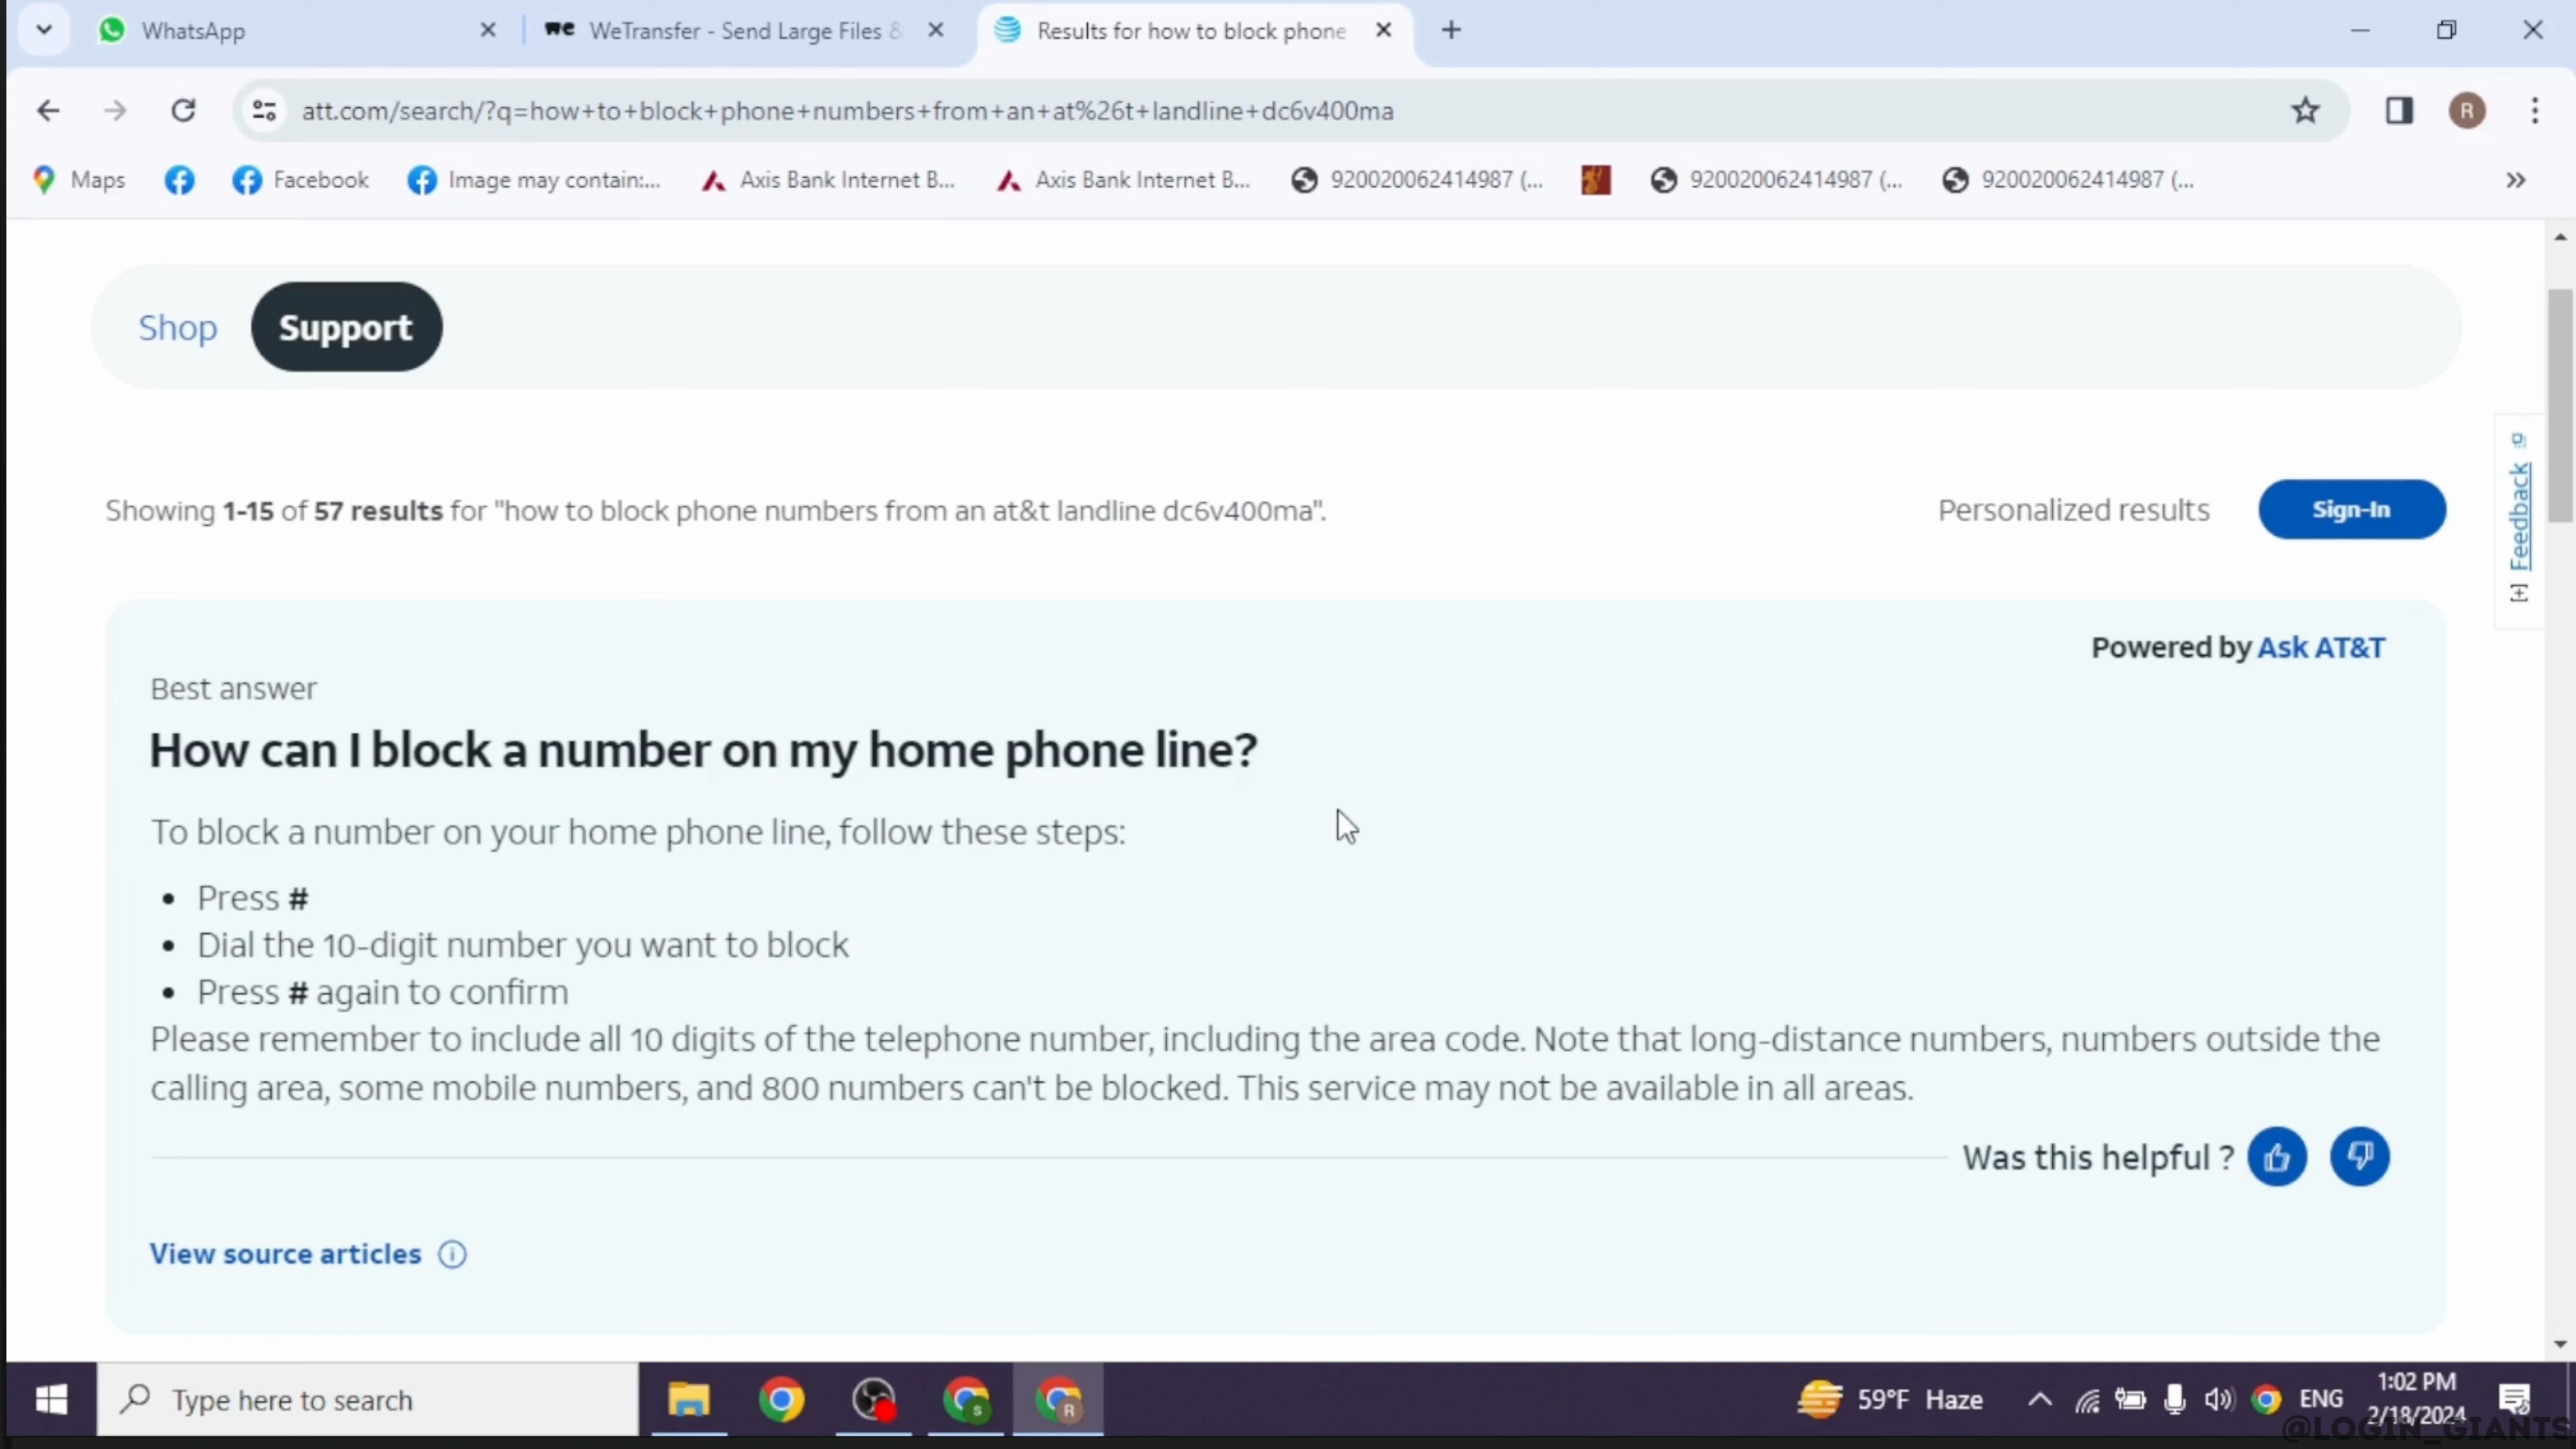 WhatsApp
WeTransfer - Send Large Files &
Results for how to block phone
att.com/search/?q=how+to+block+phone+numbers+from+an+at%26t+landline+dc6v400ma
R
Maps
Facebook
Image may contain:...
Axis Bank Internet B...
Axis Bank Internet B...
920020062414987 (...
920020062414987 (...
920020062414987 (...
Shop
Support
Showing 1-15 of 57 results for "how to block phone numbers from an at&t landline dc6v400ma".
Personalized results
Sign-In
[+] Feedback
Powered by Ask AT&T
Best answer
How can I block a number on my home phone line?
To block a number on your home phone line, follow these steps:
• Press #
• Dial the 10-digit number you want to block
• Press # again to confirm
Please remember to include all 10 digits of the telephone number, including the area code. Note that long-distance numbers, numbers outside the
calling area, some mobile numbers, and 800 numbers can't be blocked. This service may not be available in all areas.
Was this helpful ?
View source articles
Type here to search
S
R
59°F Haze
ENG
1:02 PM
2/18/2024
@LOGIN_GIANTS